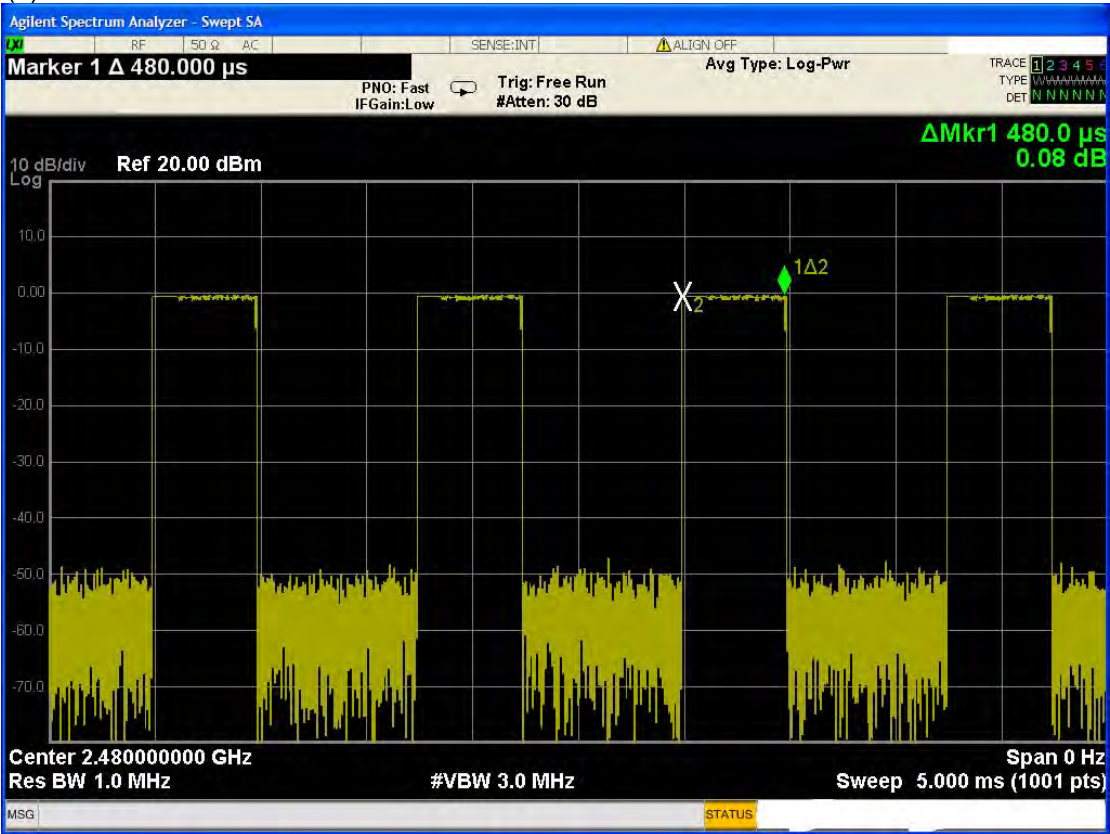 Agilent Spectrum Analyzer - Swept SA
LXI RF 50 Ω AC SENSE:INT ALIGN OFF
Marker 1 Δ 480.000 µs
PNO: Fast
IFGain:Low
Trig: Free Run
#Atten: 30 dB
Avg Type: Log-Pwr
TRACE 1 2 3 4 5 6
TYPE
DET N N N N N N
ΔMkr1 480.0 µs
0.08 dB
10 dB/div Ref 20.00 dBm
Log
10.0
0.00
-10.0
-20.0
-30.0
-40.0
-50.0
-60.0
-70.0
1Δ2
X2
Center 2.480000000 GHz Span 0 Hz
Res BW 1.0 MHz #VBW 3.0 MHz Sweep 5.000 ms (1001 pts)
MSG STATUS